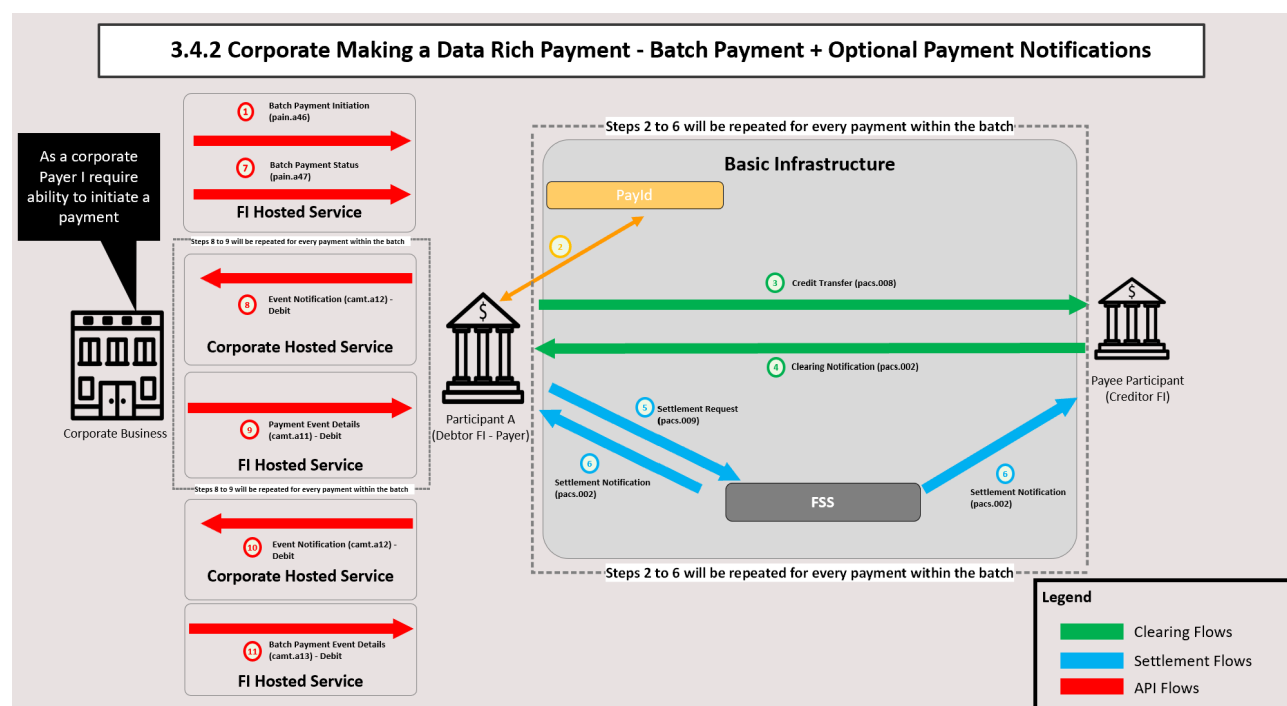 3.4.2 Corporate Making a Data Rich Payment - Batch Payment + Optional Payment Notifications
As a corporate
Payer I require
ability to initiate a
payment
Corporate Business
1
Batch Payment Initiation
(pain.a46)
7
Batch Payment Status
(pain.a47)
FI Hosted Service
Steps 8 to 9 will be repeated for every payment within the batch
8
Event Notification (camt.a12) -
Debit
Corporate Hosted Service
9
Payment Event Details
(camt.a11) - Debit
FI Hosted Service
Steps 8 to 9 will be repeated for every payment within the batch
10
Event Notification (camt.a12) -
Debit
Corporate Hosted Service
11
Batch Payment Event Details
(camt.a13) - Debit
FI Hosted Service
$
Participant A
(Debtor FI - Payer)
Steps 2 to 6 will be repeated for every payment within the batch
Basic Infrastructure
PayId
2
3
Credit Transfer (pacs.008)
4
Clearing Notification (pacs.002)
5
Settlement Request
(pacs.009)
6
Settlement Notification
(pacs.002)
FSS
6
Settlement Notification
(pacs.002)
Steps 2 to 6 will be repeated for every payment within the batch
$
Payee Participant
(Creditor FI)
Legend
Clearing Flows
Settlement Flows
API Flows